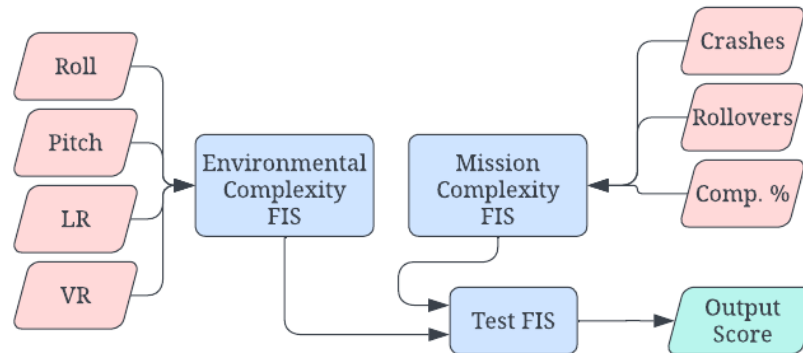 Roll
Pitch
LR
VR
Environmental
Complexity
FIS
Mission
Complexity
FIS
Crashes
Rollovers
Comp. %
Test FIS
Output
Score